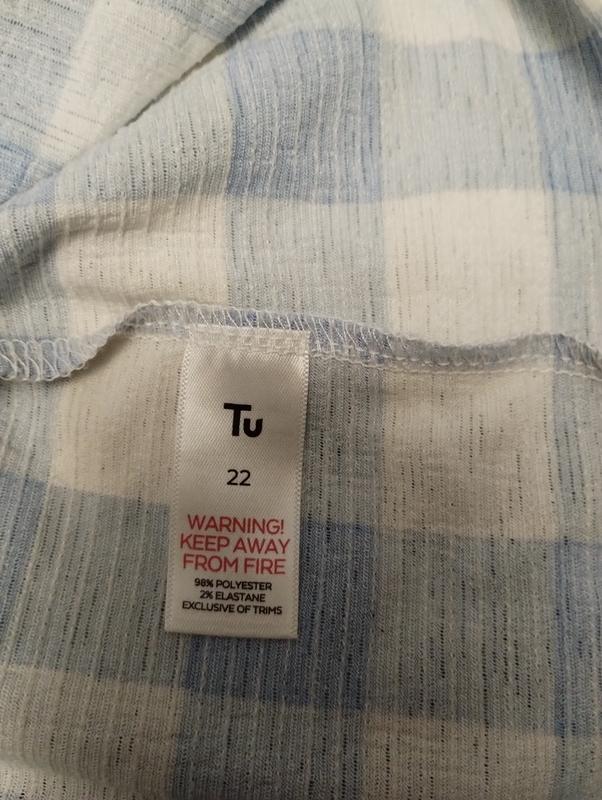 Tu
22
WARNING!
KEEP AWAY
FROM FIRE
98% POLYESTER
2% ELASTANE
EXCLUSIVE OF TRIMS